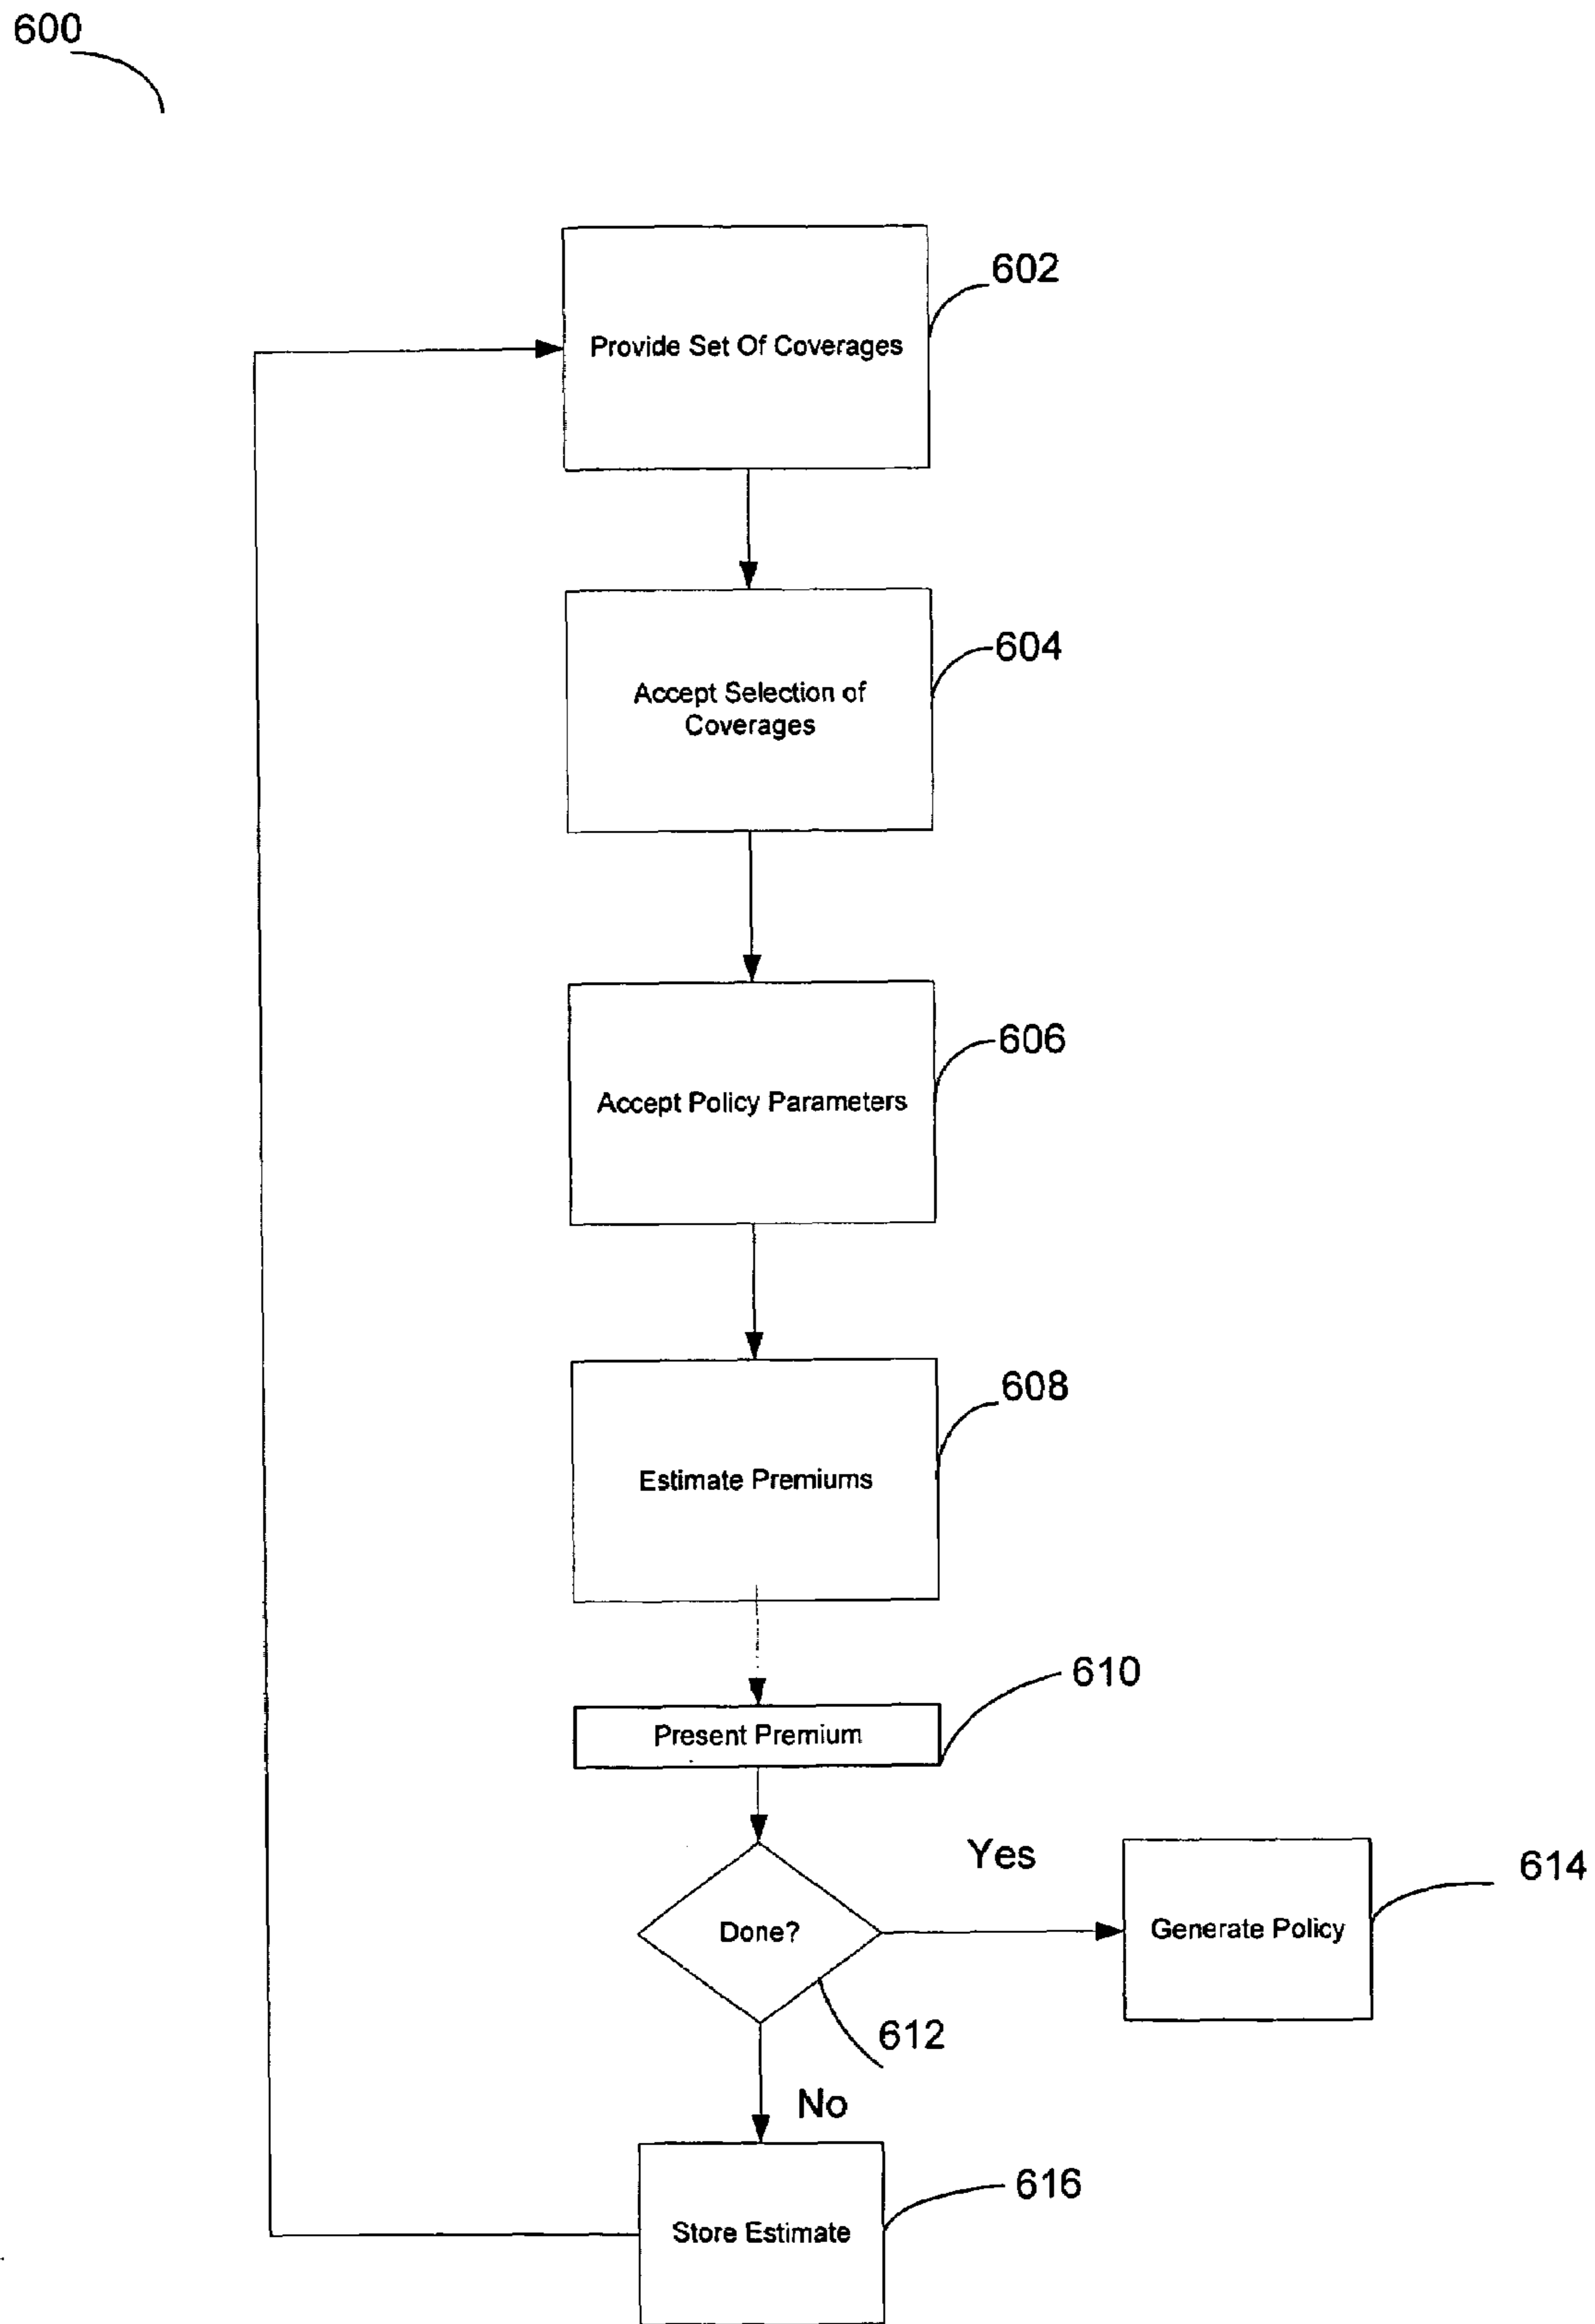 600
602
Provide Set Of Coverages
604
Accept Selection of
Coverages
606
Accept Policy Parameters
608
Estimate Premiums
610
Present Premium
Yes
614
Done?
Generate Policy
612
No
616
Store Estimate